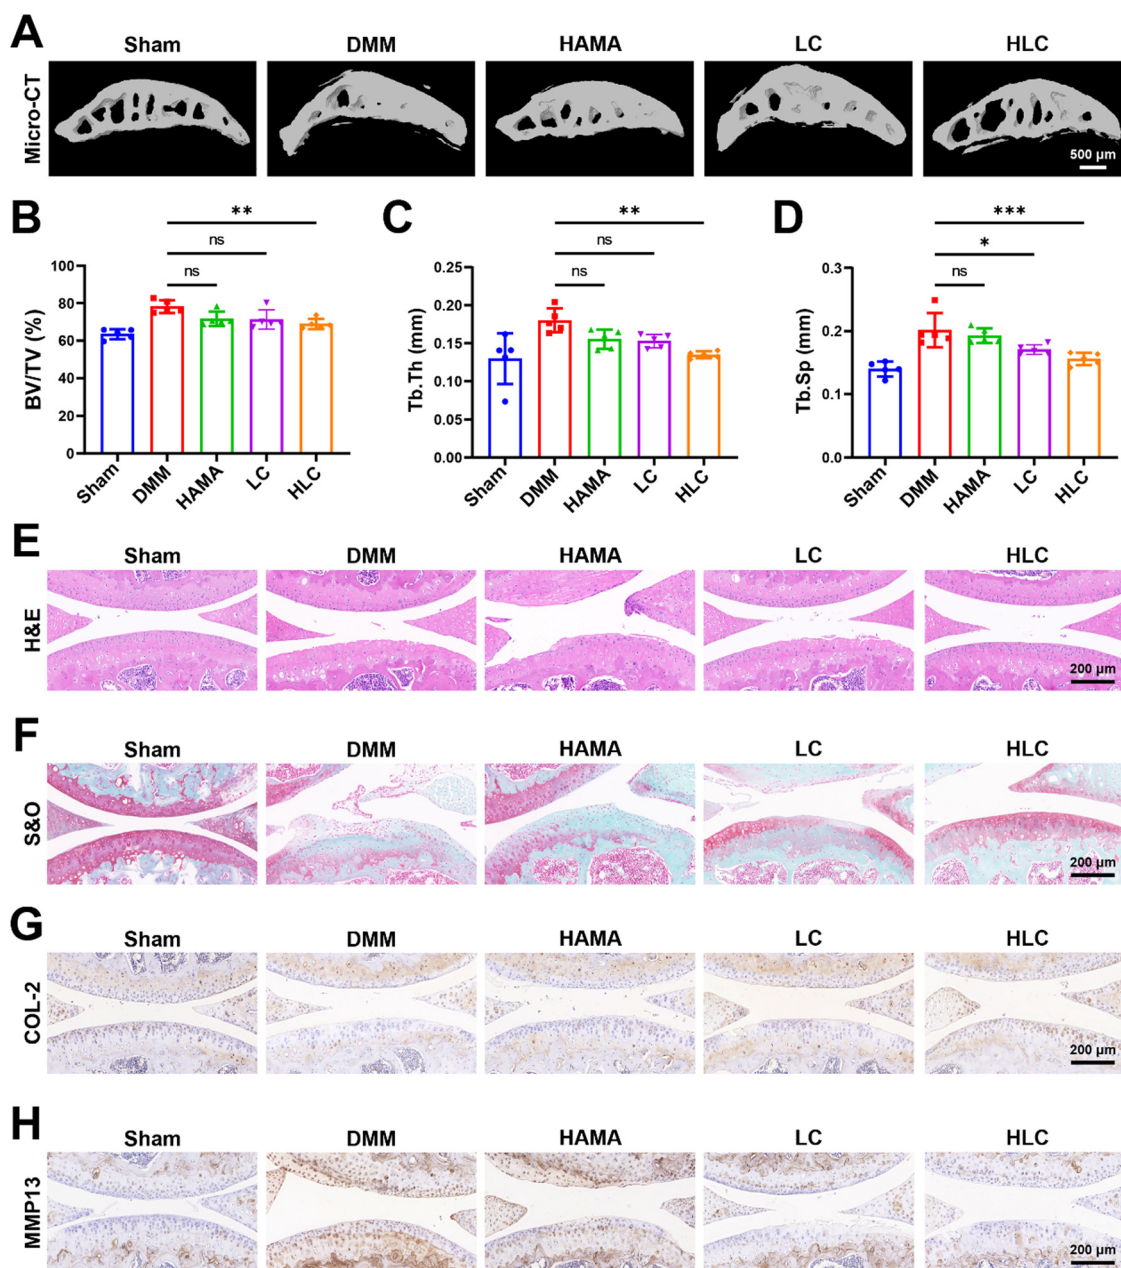 A
Sham DMM HAMA LC HLC
Micro-CT
500 µm
B
**
ns
ns
BV/TV (%)
100
80
60
40
20
0
Sham DMM HAMA LC HLC
C
**
ns
ns
Tb.Th (mm)
0.25
0.20
0.15
0.10
0.05
0.00
Sham DMM HAMA LC HLC
D
***
*
ns
Tb.Sp (mm)
0.3
0.2
0.1
0.0
Sham DMM HAMA LC HLC
E
Sham DMM HAMA LC HLC
H&E
200 µm
F
Sham DMM HAMA LC HLC
S&O
200 µm
G
Sham DMM HAMA LC HLC
COL-2
200 µm
H
Sham DMM HAMA LC HLC
MMP13
200 µm